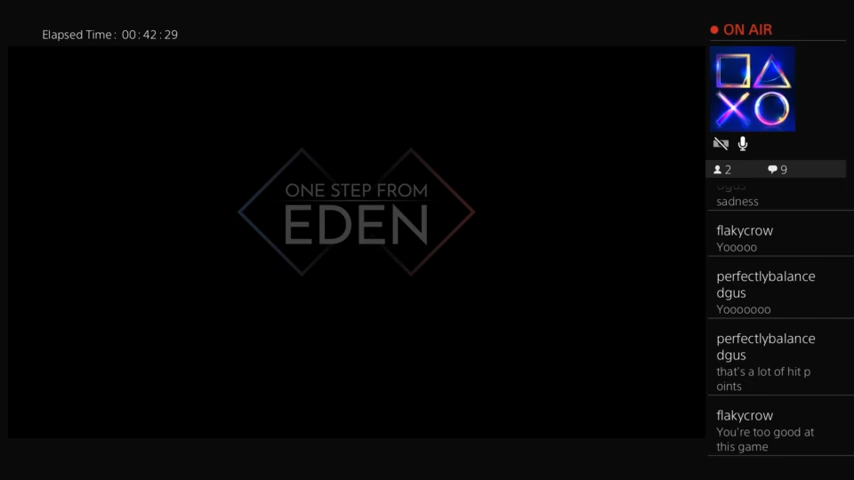 Elapsed Time: 00:42:29
ON AIR
ONE STEP FROM
EDEN
2
9
dgus
sadness
flakycrow
Yooooo
perfectlybalance
dgus
Yooooooo
perfectlybalance
dgus
that's a lot of hit p
oints
flakycrow
You're too good at
this game